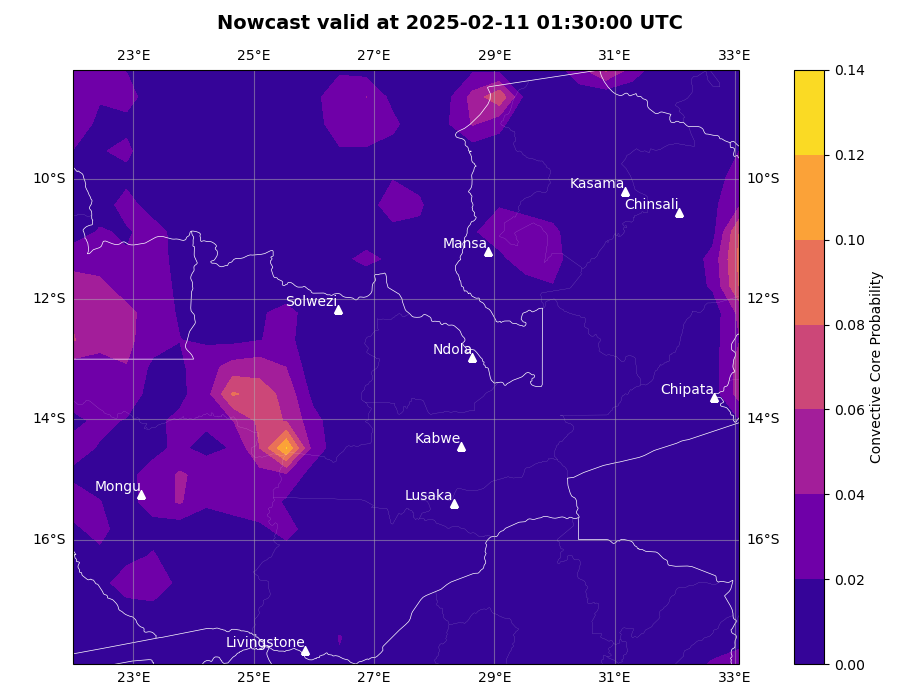 Nowcast valid at 2025-02-11 01:30:00 UTC
23°E 25°E 27°E 29°E 31°E 33°E
0.14
0.12
0.10
0.08
0.06
0.04
0.02
0.00
Convective Core Probability
10°S 10°S
12°S 12°S
14°S 14°S
16°S 16°S
Kasama
Chinsali
Mansa
Solwezi
Ndola
Chipata
Kabwe
Mongu
Lusaka
Livingstone
23°E 25°E 27°E 29°E 31°E 33°E